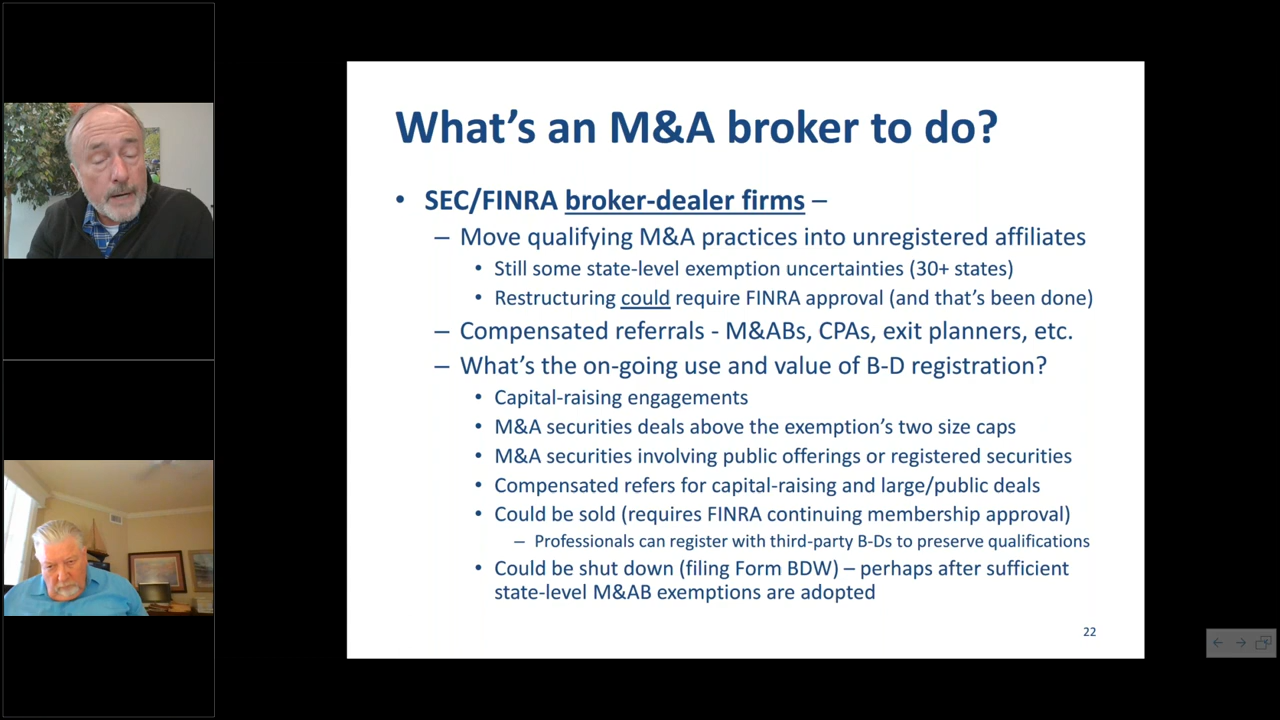 What's an M&A broker to do?
• SEC/FINRA broker-dealer firms –
– Move qualifying M&A practices into unregistered affiliates
• Still some state-level exemption uncertainties (30+ states)
• Restructuring could require FINRA approval (and that's been done)
– Compensated referrals - M&ABs, CPAs, exit planners, etc.
– What's the on-going use and value of B-D registration?
• Capital-raising engagements
• M&A securities deals above the exemption's two size caps
• M&A securities involving public offerings or registered securities
• Compensated refers for capital-raising and large/public deals
• Could be sold (requires FINRA continuing membership approval)
– Professionals can register with third-party B-Ds to preserve qualifications
• Could be shut down (filing Form BDW) – perhaps after sufficient
state-level M&AB exemptions are adopted
22